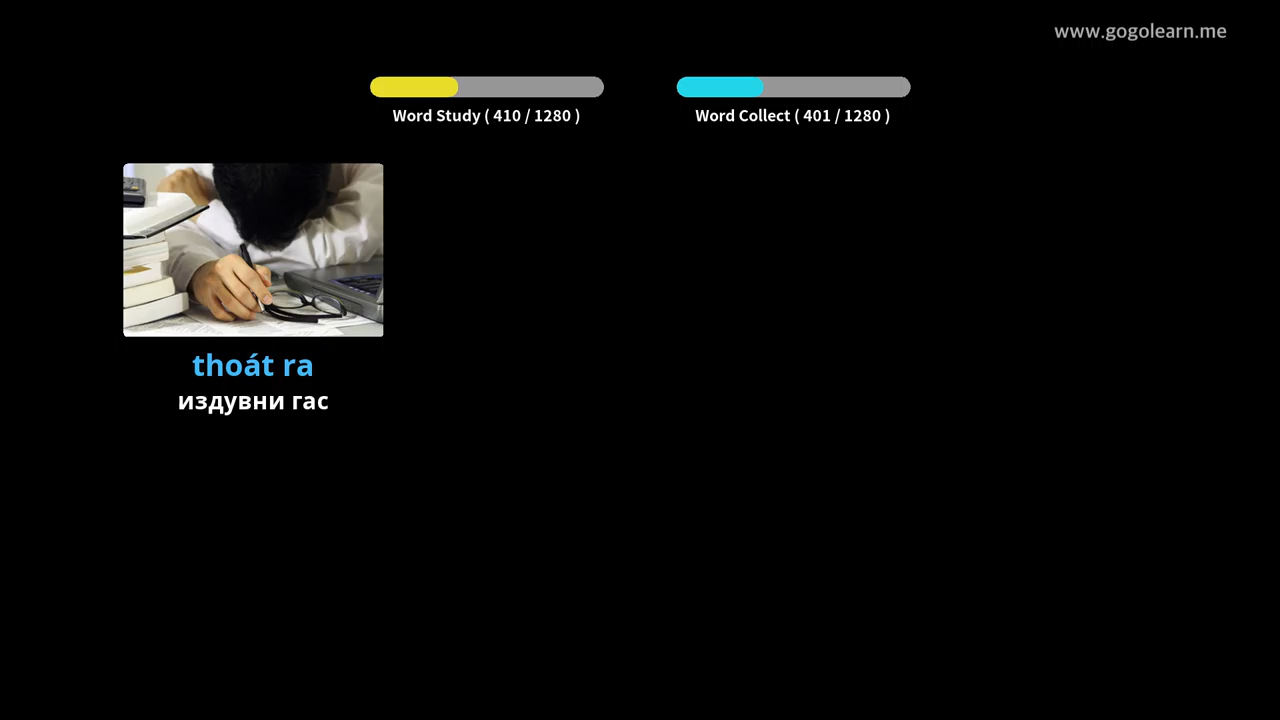 www.gogolearn.me
Word Study ( 410 / 1280 )
Word Collect ( 401 / 1280 )
thoát ra
издувни гас